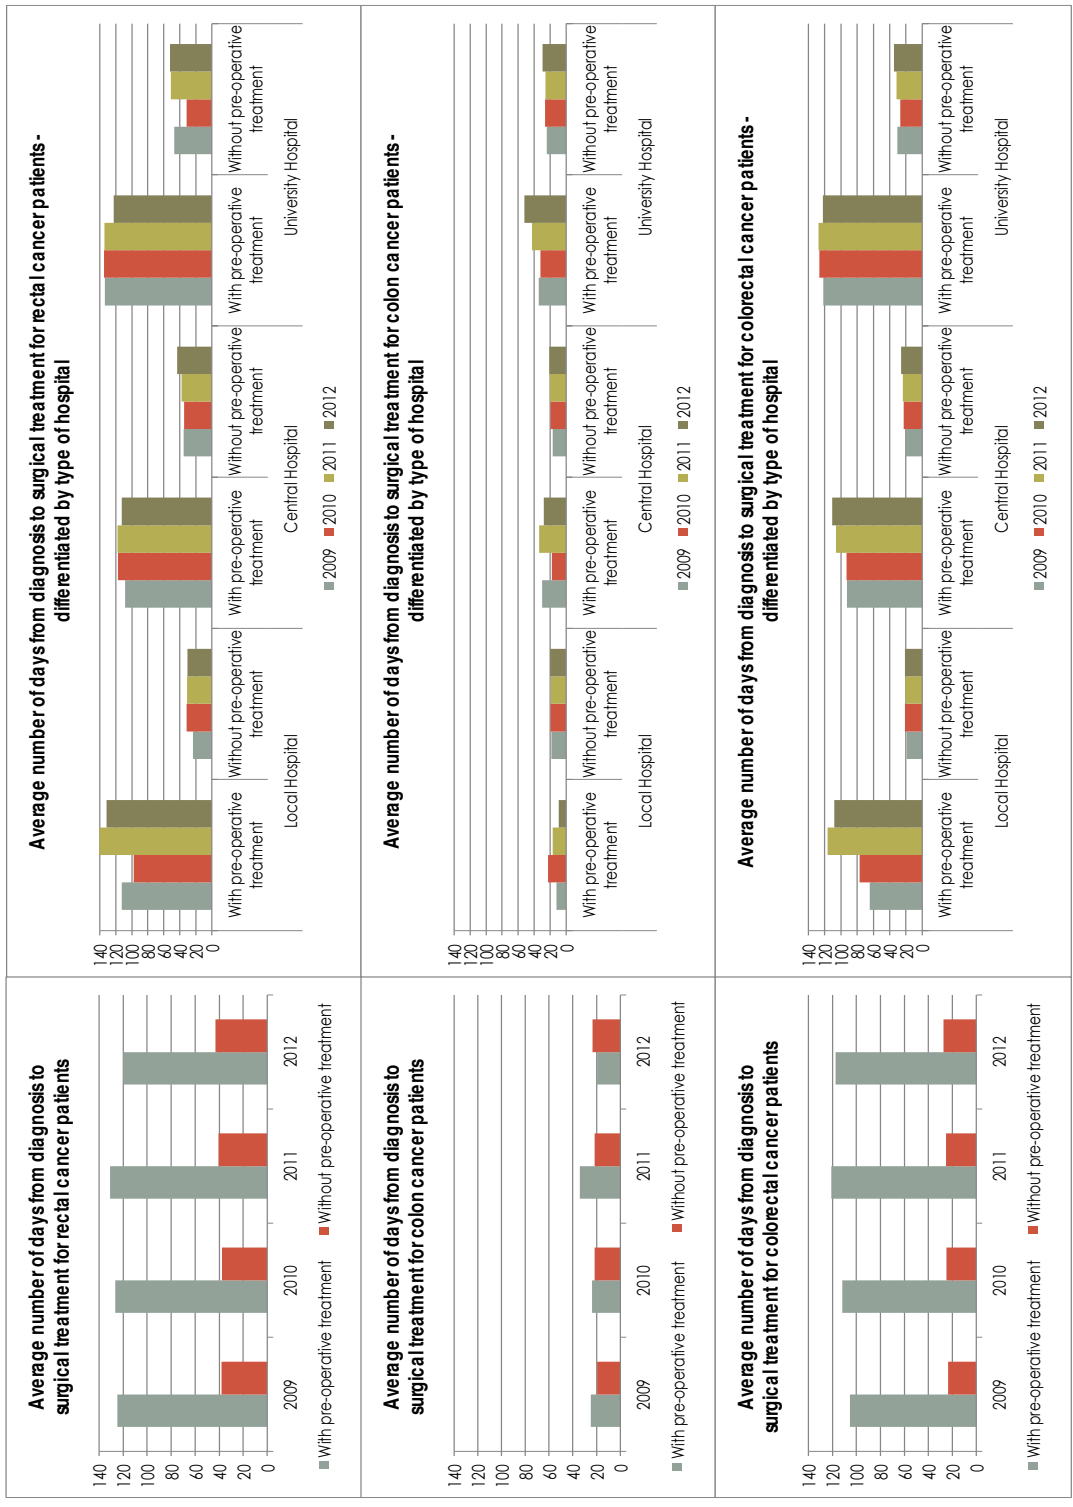 Average number of days from diagnosis to
surgical treatment for rectal cancer patients
140
120
100
80
60
40
20
0
2009
2010
2011
2012
With pre-operative treatment
Without pre-operative treatment
Average number of days from diagnosis to surgical treatment for rectal cancer patients -
differentiated by type of hospital
140
120
100
80
60
40
20
0
With pre-operative
treatment
Without pre-operative
treatment
With pre-operative
treatment
Without pre-operative
treatment
With pre-operative
treatment
Without pre-operative
treatment
Local Hospital
Central Hospital
University Hospital
2009
2010
2011
2012
Average number of days from diagnosis to
surgical treatment for colon cancer patients
140
120
100
80
60
40
20
0
2009
2010
2011
2012
With pre-operative treatment
Without pre-operative treatment
Average number of days from diagnosis to surgical treatment for colon cancer patients -
differentiated by type of hospital
140
120
100
80
60
40
20
0
With pre-operative
treatment
Without pre-operative
treatment
With pre-operative
treatment
Without pre-operative
treatment
With pre-operative
treatment
Without pre-operative
treatment
Local Hospital
Central Hospital
University Hospital
2009
2010
2011
2012
Average number of days from diagnosis to
surgical treatment for colorectal cancer patients
140
120
100
80
60
40
20
0
2009
2010
2011
2012
With pre-operative treatment
Without pre-operative treatment
Average number of days from diagnosis to surgical treatment for colorectal cancer patients -
differentiated by type of hospital
140
120
100
80
60
40
20
0
With pre-operative
treatment
Without pre-operative
treatment
With pre-operative
treatment
Without pre-operative
treatment
With pre-operative
treatment
Without pre-operative
treatment
Local Hospital
Central Hospital
University Hospital
2009
2010
2011
2012